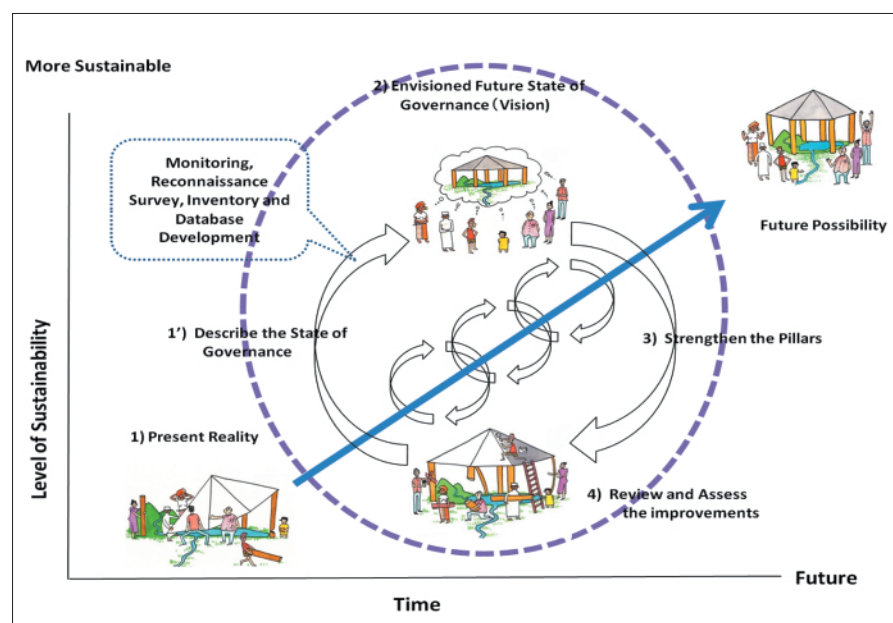 More Sustainable
2) Envisioned Future State of
Governance (Vision)
Monitoring,
Reconnaissance
Survey, Inventory and
Database
Development
Future Possibility
1') Describe the State of
Governance
3) Strengthen the Pillars
1) Present Reality
4) Review and Assess
the improvements
Level of Sustainability
Time
Future